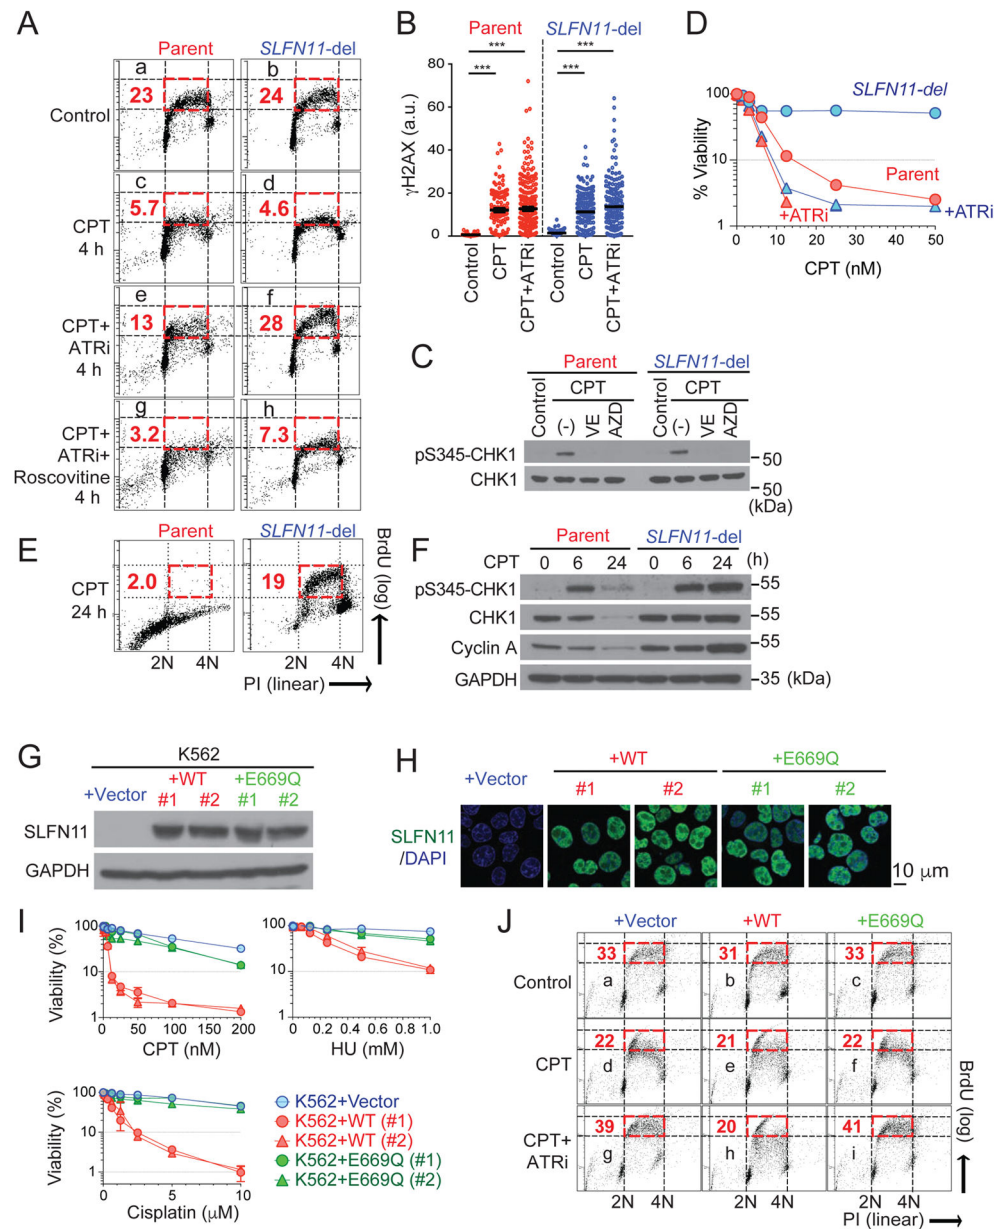 A
Parent
SLFN11-del
a
b
23
24
Control
c
d
5.7
4.6
CPT
4 h
e
f
13
28
CPT+
ATRi
4 h
g
h
3.2
7.3
CPT+
ATRi+
Roscovitine
4 h
B
Parent
SLFN11-del
***
***
***
***
80
60
40
20
0
γH2AX (a.u.)
Control
CPT
CPT+ATRi
Control
CPT
CPT+ATRi
D
SLFN11-del
Parent
+ATRi
+ATRi
100
10
1
% Viability
0
10
20
30
40
50
CPT (nM)
C
Parent
SLFN11-del
CPT
CPT
Control
(-)
VE
AZD
Control
(-)
VE
AZD
pS345-CHK1
50
CHK1
50
(kDa)
E
Parent
SLFN11-del
CPT
24 h
2.0
19
2N
4N
2N
4N
PI (linear)
BrdU (log)
F
Parent
SLFN11-del
CPT
0
6
24
0
6
24
(h)
pS345-CHK1
55
CHK1
55
Cyclin A
55
GAPDH
35 (kDa)
G
K562
+WT
+E669Q
+Vector
#1
#2
#1
#2
SLFN11
GAPDH
H
+Vector
+WT
+E669Q
#1
#2
#1
#2
SLFN11
/DAPI
10 μm
I
100
10
1
Viability (%)
0
50
100
150
200
CPT (nM)
100
10
1
0
0.2
0.4
0.6
0.8
1.0
HU (mM)
100
10
1
Viability (%)
0
5
10
Cisplatin (μM)
K562+Vector
K562+WT (#1)
K562+WT (#2)
K562+E669Q (#1)
K562+E669Q (#2)
J
+Vector
+WT
+E669Q
33
31
33
Control
a
b
c
22
21
22
CPT
d
e
f
39
20
41
CPT+
ATRi
g
h
i
2N
4N
2N
4N
2N
4N
PI (linear)
BrdU (log)